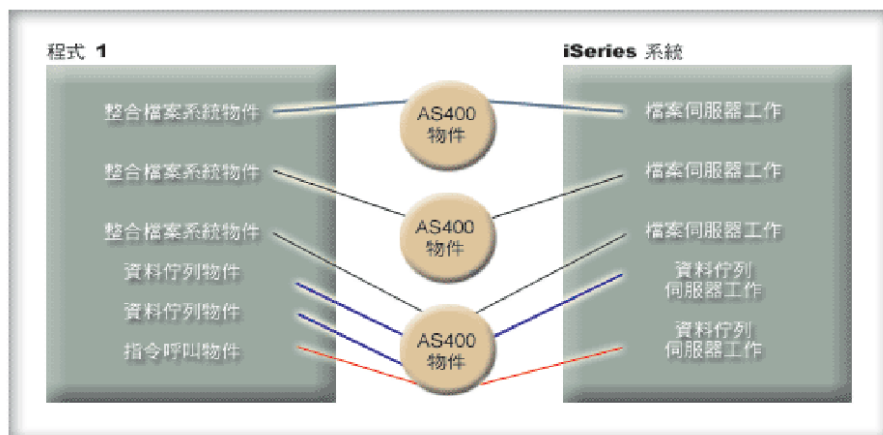 程式 1
整合檔案系統物件
整合檔案系統物件
整合檔案系統物件
資料佇列物件
資料佇列物件
指令呼叫物件
AS400
物件
AS400
物件
AS400
物件
iSeries 系統
檔案伺服器工作
檔案伺服器工作
檔案伺服器工作
資料佇列
伺服器工作
資料佇列
伺服器工作